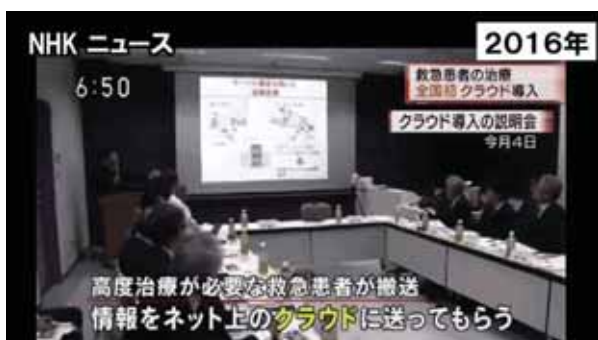 NHK ニュース
2016年
6:50
救急患者の治療
全国初 クラウド導入
クラウド導入の説明会
今月4日
高度治療が必要な救急患者が搬送
情報をネット上のクラウドに送ってもらう